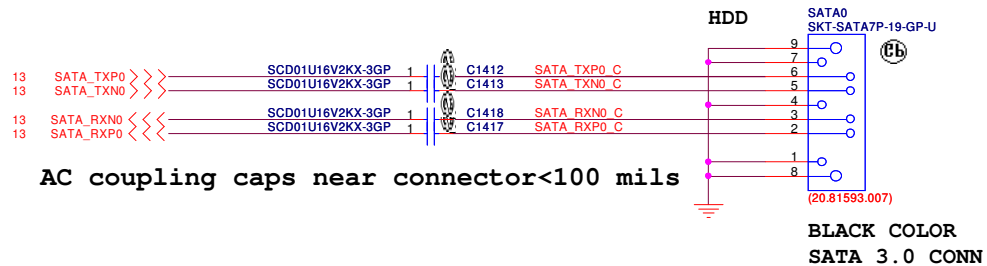 HDD
SATA0
SKT-SATA7P-19-GP-U
9
7
13 SATA_TXP0 SCD01U16V2KX-3GP 1 C1412 SATA_TXP0_C 6
13 SATA_TXN0 SCD01U16V2KX-3GP 1 C1413 SATA_TXN0_C 5
4
13 SATA_RXN0 SCD01U16V2KX-3GP 1 C1418 SATA_RXN0_C 3
13 SATA_RXP0 SCD01U16V2KX-3GP 1 C1417 SATA_RXP0_C 2
1
8
AC coupling caps near connector<100 mils
(20.81593.007)
BLACK COLOR
SATA 3.0 CONN